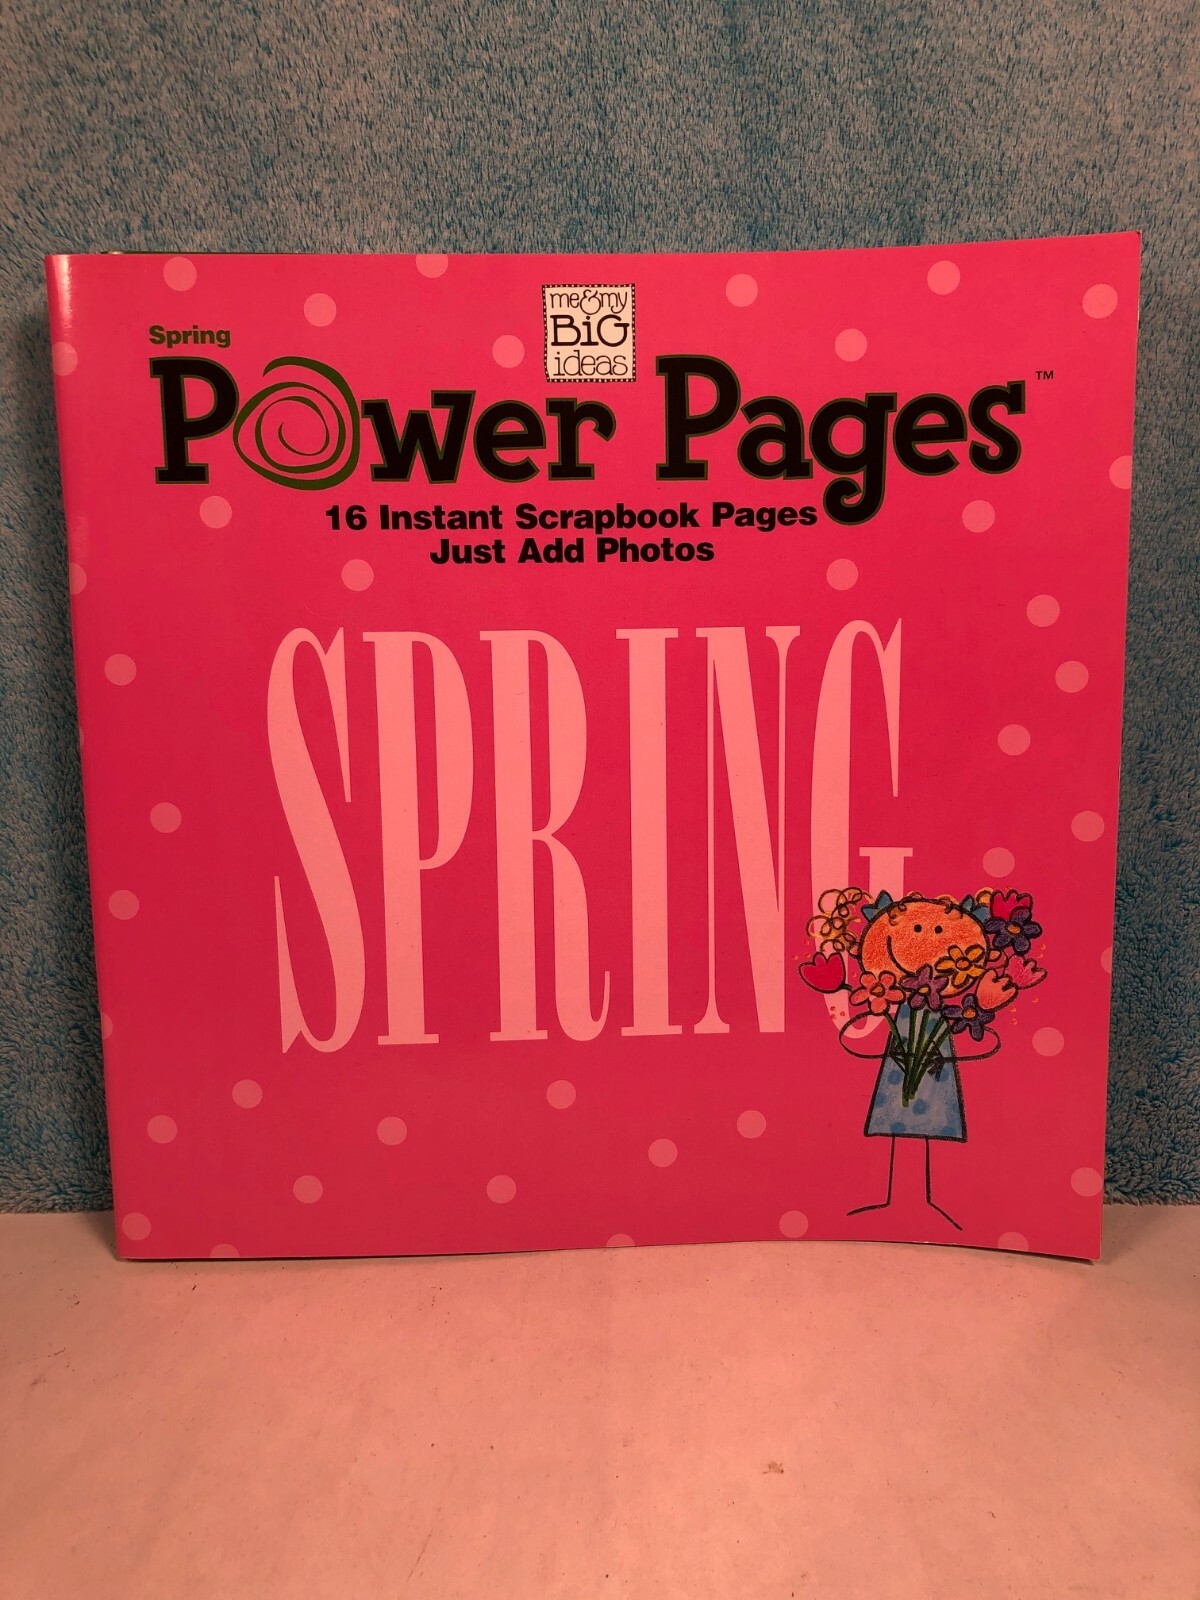 me&my
BiG
ideas
Spring
Power Pages™
16 Instant Scrapbook Pages
Just Add Photos
SPRING